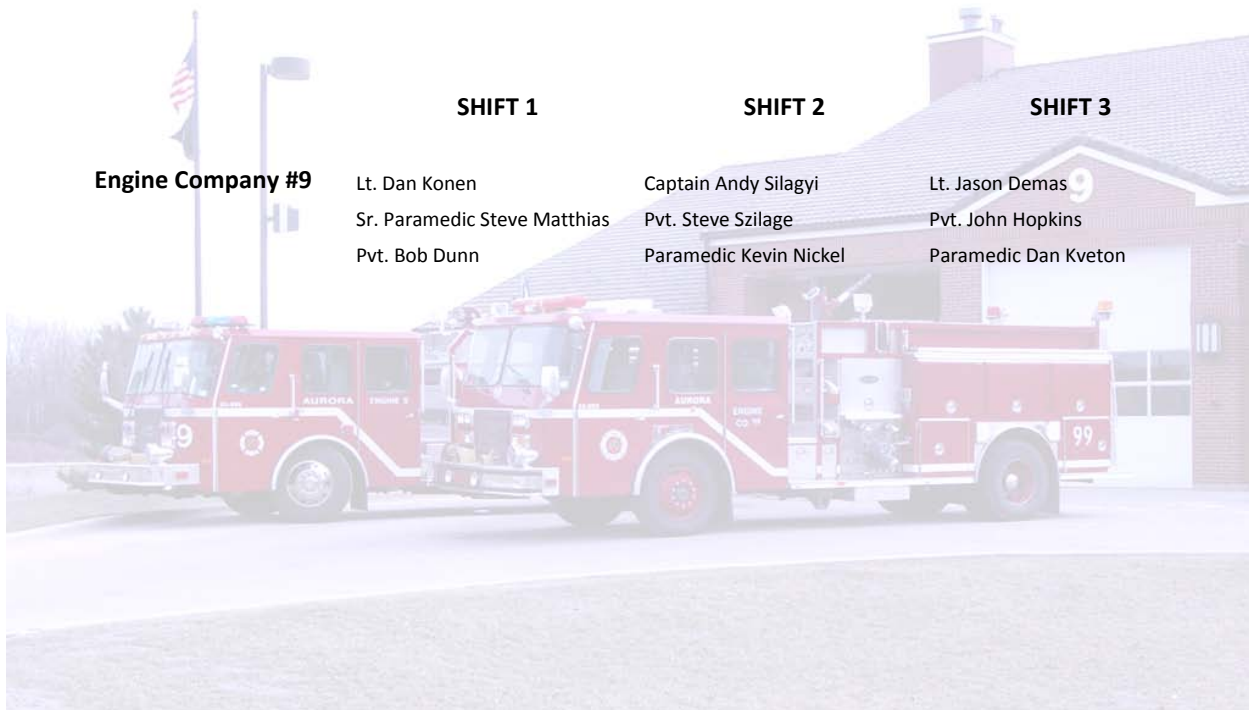 SHIFT 1 SHIFT 2 SHIFT 3
Engine Company #9
Lt. Dan Konen Captain Andy Silagyi Lt. Jason Demas
Sr. Paramedic Steve Matthias Pvt. Steve Szilage Pvt. John Hopkins
Pvt. Bob Dunn Paramedic Kevin Nickel Paramedic Dan Kveton
9
AURORA ENGINE 9
AURORA
ENGINE
CO. 99
9
99